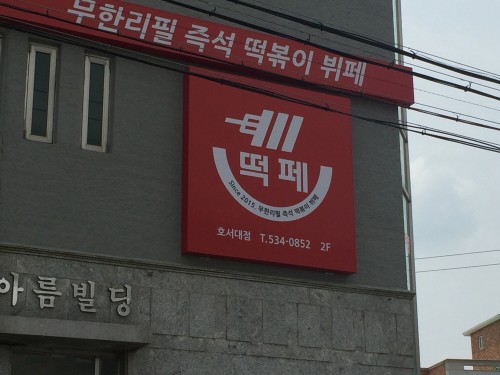 무한리필 즉석 떡볶이 뷔페
떡페
Since 2015. 무한리필 즉석 떡볶이 뷔페
호서대점 T.534-0852 2F
아름빌딩